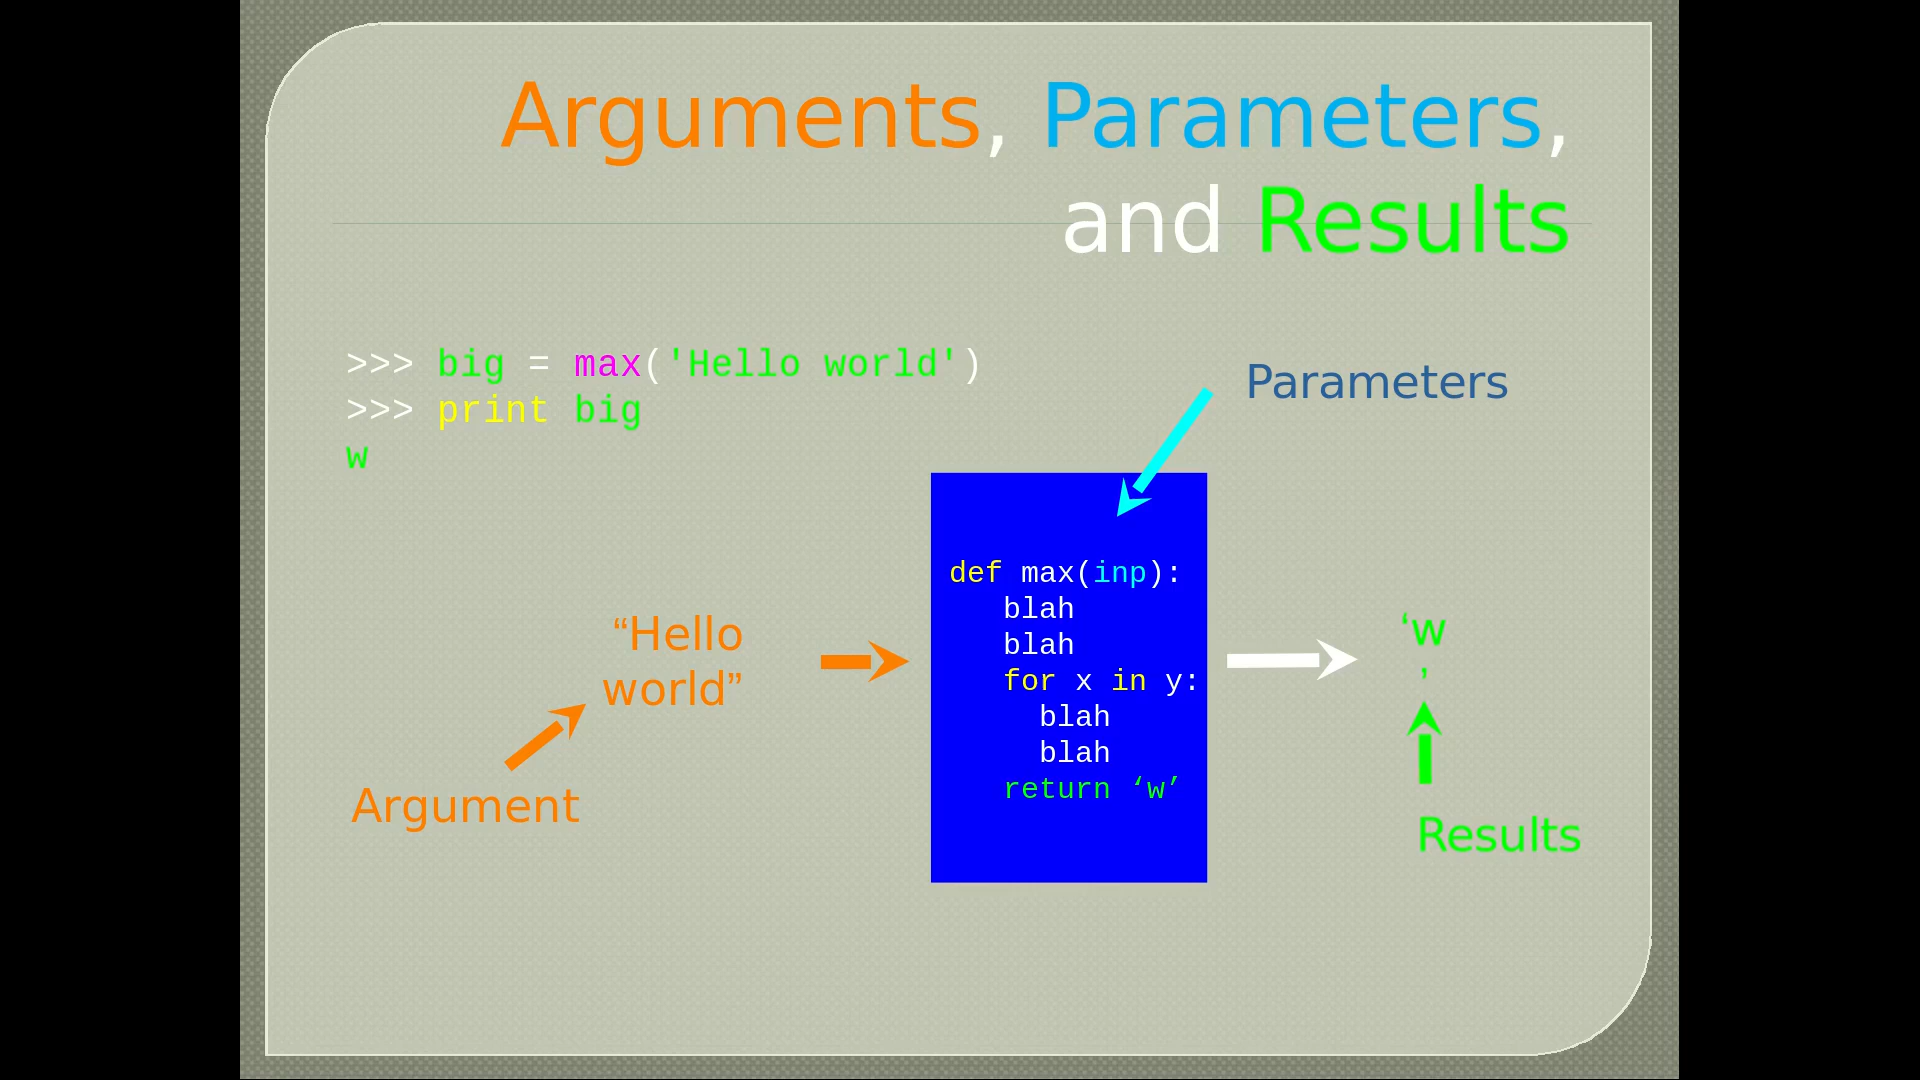 Arguments, Parameters,
and Results
>>> big = max('Hello world')
>>> print big
w
Parameters
def max(inp):
blah
blah
for x in y:
blah
blah
return ‘w’
“Hello
world”
‘w
’
Argument
Results